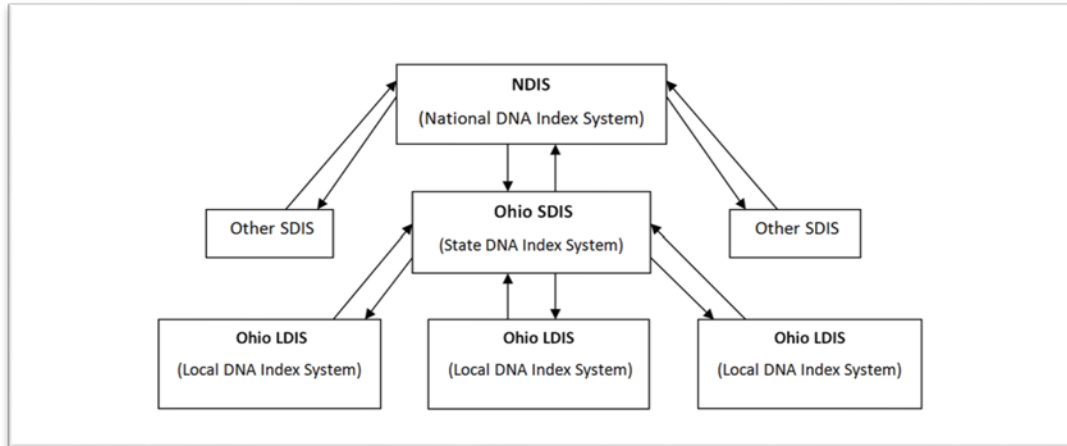 NDIS
(National DNA Index System)
Other SDIS
Ohio SDIS
(State DNA Index System)
Other SDIS
Ohio LDIS
(Local DNA Index System)
Ohio LDIS
(Local DNA Index System)
Ohio LDIS
(Local DNA Index System)